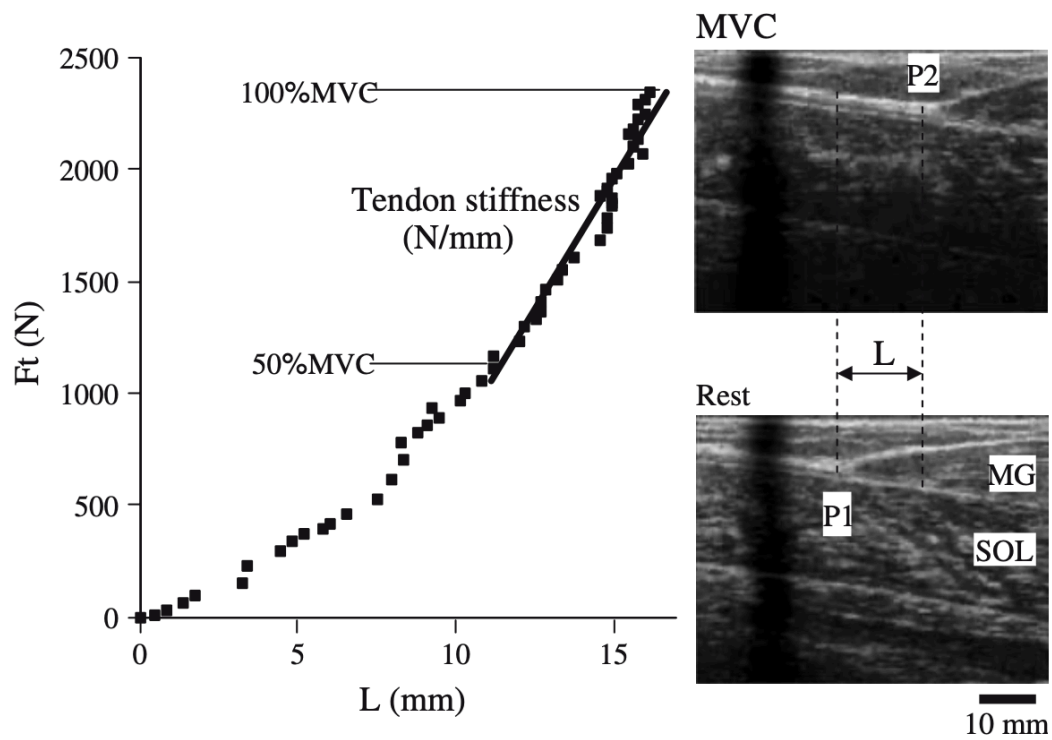 2500
2000
1500
1000
500
0
Ft (N)
0
5
10
15
L (mm)
100%MVC
Tendon stiffness
(N/mm)
50%MVC
MVC
P2
L
Rest
P1
MG
SOL
10 mm